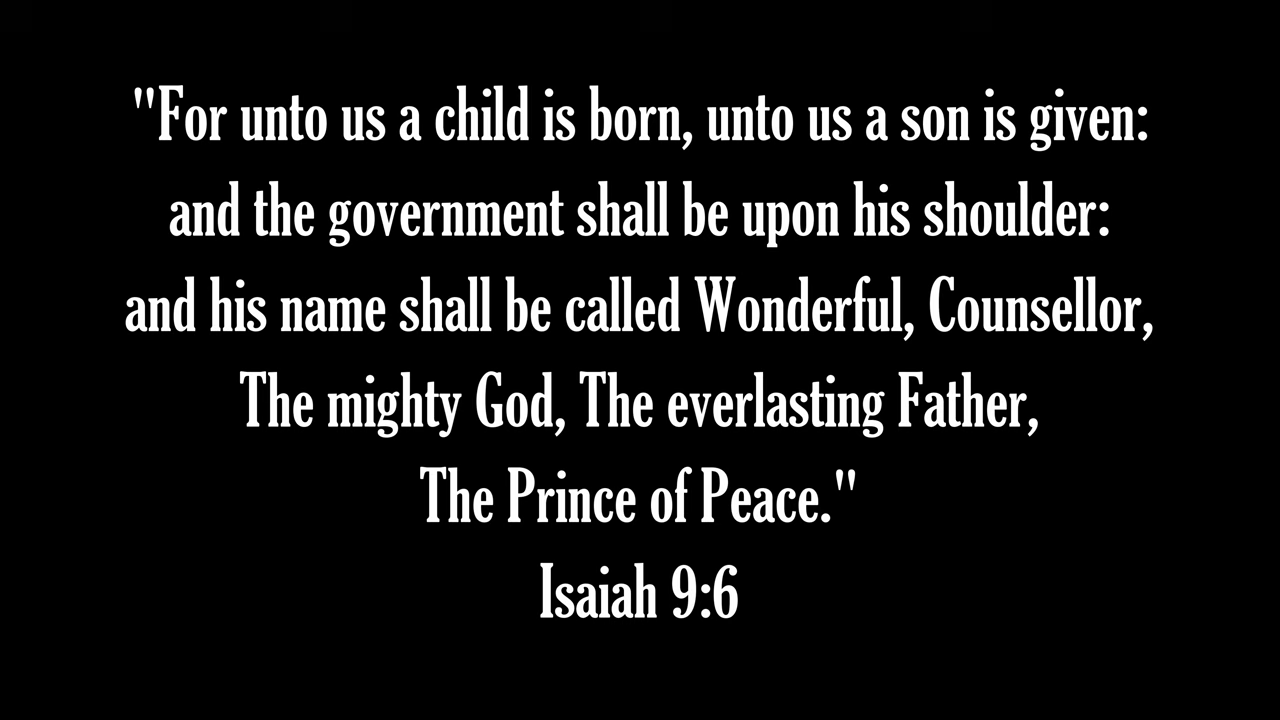 "For unto us a child is born, unto us a son is given:
and the government shall be upon his shoulder:
and his name shall be called Wonderful, Counsellor,
The mighty God, The everlasting Father,
The Prince of Peace."
Isaiah 9:6